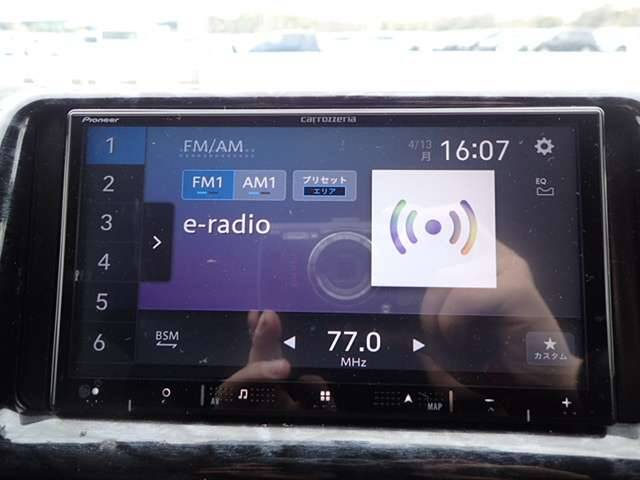 Pioneer
carrozzeria
1
2
3
4
5
6
FM/AM
4/13
月
16:07
FM1
AM1
プリセット
エリア
EQ
e-radio
BSM
77.0
MHz
カスタム
AV
MAP